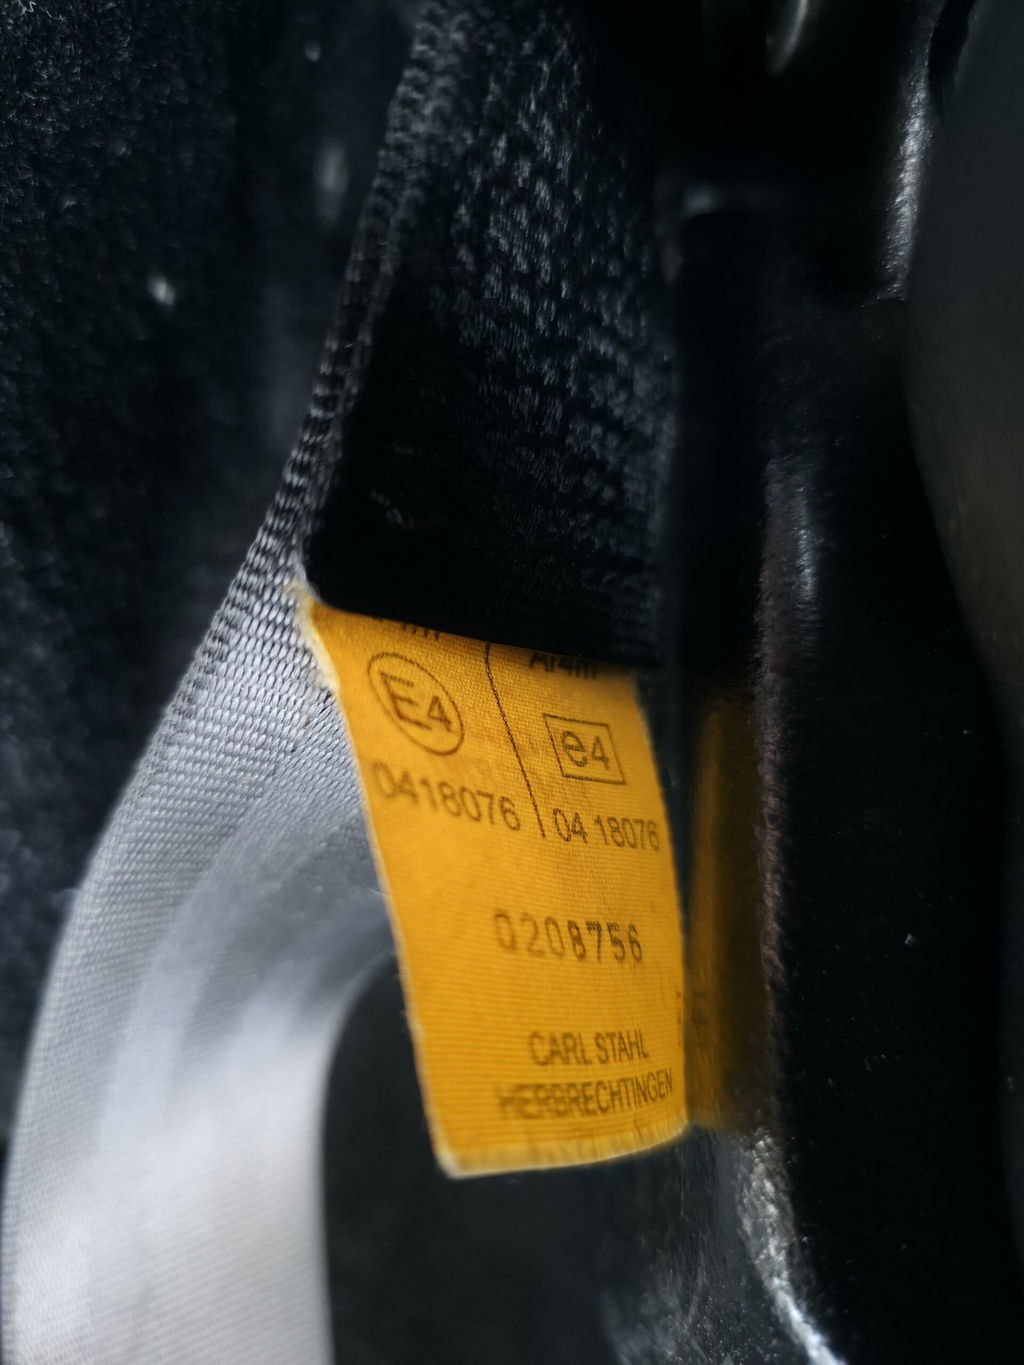 Ar4m
E4 e4
0418076 04 18076
0208756
CARL STAHL
HERBRECHTINGEN